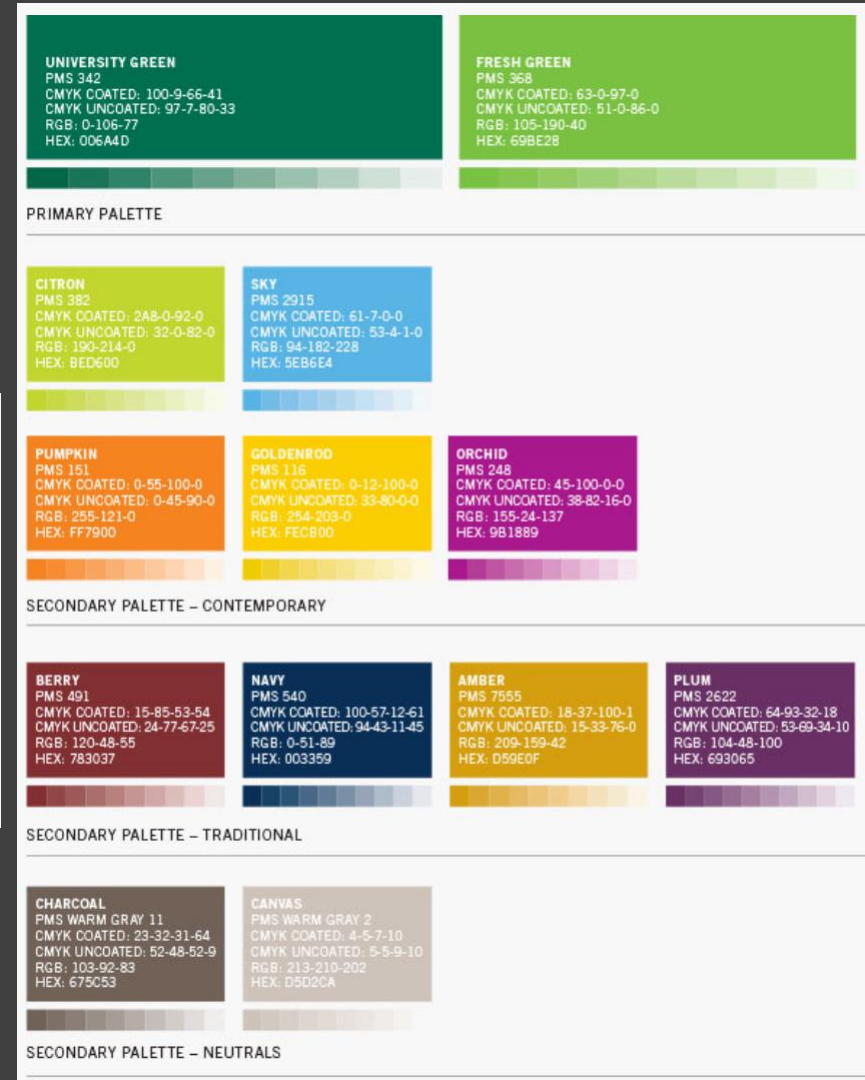 UNIVERSITY GREEN
PMS 342
CMYK COATED: 100-9-66-41
CMYK UNCOATED: 97-7-80-33
RGB: 0-106-77
HEX: 006A4D
FRESH GREEN
PMS 368
CMYK COATED: 63-0-97-0
CMYK UNCOATED: 51-0-86-0
RGB: 105-190-40
HEX: 69BE28
PRIMARY PALETTE
CITRON
PMS 382
CMYK COATED: 2A8-0-92-0
CMYK UNCOATED: 32-0-82-0
RGB: 190-214-0
HEX: BED600
SKY
PMS 2915
CMYK COATED: 61-7-0-0
CMYK UNCOATED: 53-4-1-0
RGB: 94-182-228
HEX: 5EB6E4
PUMPKIN
PMS 151
CMYK COATED: 0-55-100-0
CMYK UNCOATED: 0-45-90-0
RGB: 255-121-0
HEX: FF7900
GOLDENROD
PMS 116
CMYK COATED: 0-12-100-0
CMYK UNCOATED: 33-80-0-0
RGB: 254-203-0
HEX: FECB00
ORCHID
PMS 248
CMYK COATED: 45-100-0-0
CMYK UNCOATED: 38-82-16-0
RGB: 155-24-137
HEX: 9B1889
SECONDARY PALETTE – CONTEMPORARY
BERRY
PMS 491
CMYK COATED: 15-85-53-54
CMYK UNCOATED: 24-77-67-25
RGB: 120-48-55
HEX: 783037
NAVY
PMS 540
CMYK COATED: 100-57-12-61
CMYK UNCOATED: 94-43-11-45
RGB: 0-51-89
HEX: 003359
AMBER
PMS 7555
CMYK COATED: 18-37-100-1
CMYK UNCOATED: 15-33-76-0
RGB: 209-159-42
HEX: D59E0F
PLUM
PMS 2622
CMYK COATED: 64-93-32-18
CMYK UNCOATED: 53-69-34-10
RGB: 104-48-100
HEX: 693065
SECONDARY PALETTE – TRADITIONAL
CHARCOAL
PMS WARM GRAY 11
CMYK COATED: 23-32-31-64
CMYK UNCOATED: 52-48-52-9
RGB: 103-92-83
HEX: 675C53
CANVAS
PMS WARM GRAY 2
CMYK COATED: 4-5-7-10
CMYK UNCOATED: 5-5-9-10
RGB: 213-210-202
HEX: D5D2CA
SECONDARY PALETTE – NEUTRALS